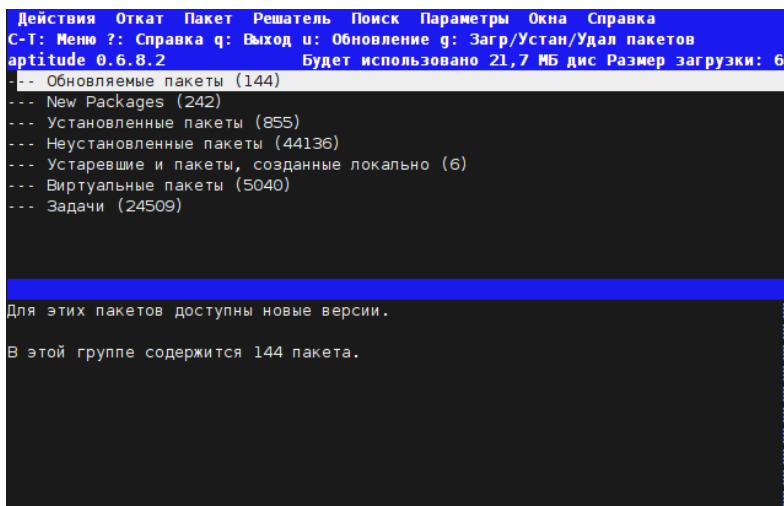 Действия Откат Пакет Решатель Поиск Параметры Окна Справка
C-T: Меню ?: Справка q: Выход u: Обновление g: Загр/Устан/Удал пакетов
aptitude 0.6.8.2 Будет использовано 21,7 МБ дис Размер загрузки: 6
--- Обновляемые пакеты (144)
--- New Packages (242)
--- Установленные пакеты (855)
--- Неустановленные пакеты (44136)
--- Устаревшие и пакеты, созданные локально (6)
--- Виртуальные пакеты (5040)
--- Задачи (24509)
Для этих пакетов доступны новые версии.
В этой группе содержится 144 пакета.